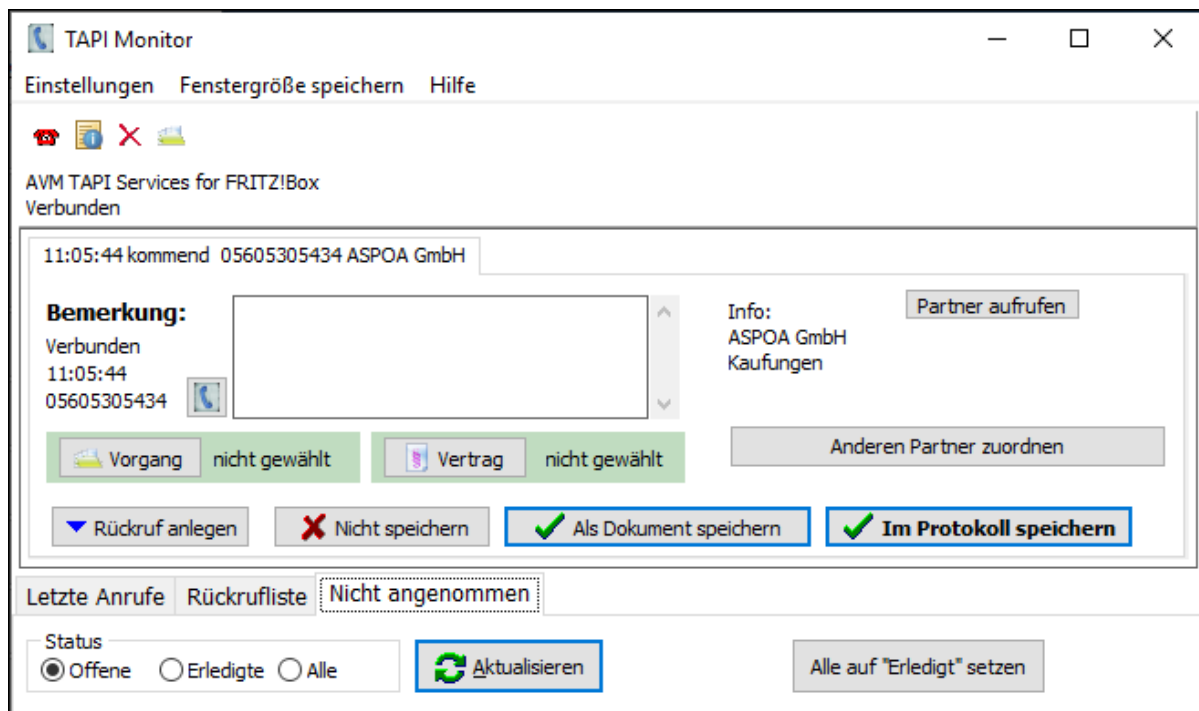 TAPI Monitor
Einstellungen Fenstergröße speichern Hilfe
AVM TAPI Services for FRITZ!Box
Verbunden
11:05:44 kommend 05605305434 ASPOA GmbH
Bemerkung:
Verbunden
11:05:44
05605305434
Info:
ASPOA GmbH
Kaufungen
Partner aufrufen
Vorgang nicht gewählt Vertrag nicht gewählt
Anderen Partner zuordnen
Rückruf anlegen Nicht speichern Als Dokument speichern Im Protokoll speichern
Letzte Anrufe Rückrufliste Nicht angenommen
Status
Offene Erledigte Alle
Aktualisieren
Alle auf "Erledigt" setzen